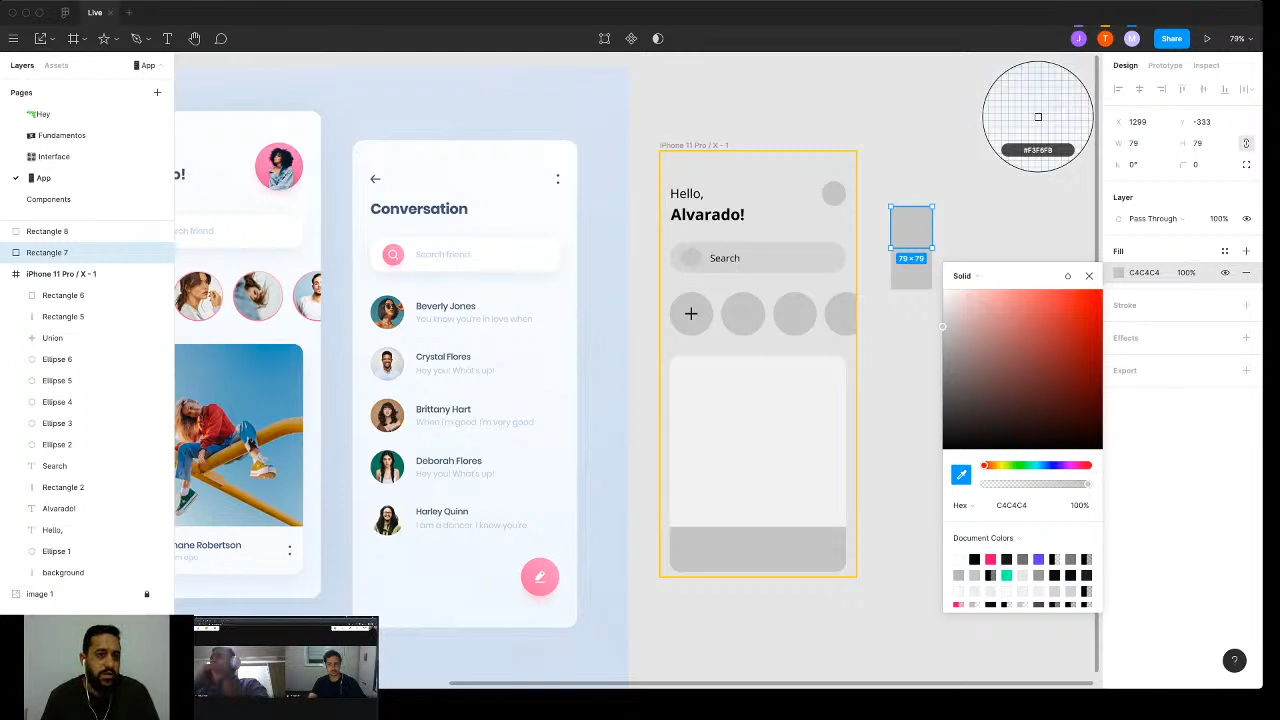 Live
Share
79%
J
T
M
Layers
Assets
App
Pages
Hey
Fundamentos
Interface
App
Components
Rectangle 8
Rectangle 7
iPhone 11 Pro / X - 1
Rectangle 6
Rectangle 5
Union
Ellipse 6
Ellipse 5
Ellipse 4
Ellipse 3
Ellipse 2
Search
Rectangle 2
Alvarado!
Hello,
Ellipse 1
background
image 1
o!
search friend
hane Robertson
m ago
Conversation
Search friend.
Beverly Jones
You know you're in love when
Crystal Flores
Hey you! What's up!
Brittany Hart
When I'm good, I'm very good
Deborah Flores
Hey you! What's up!
Harley Quinn
I am a dancer. I know you're
iPhone 11 Pro / X - 1
Hello,
Alvarado!
Search
79 × 79
#F3F6FB
Solid
Hex
C4C4C4
100%
Document Colors
Design
Prototype
Inspect
X
1299
Y
-333
W
79
H
79
0°
0
Layer
Pass Through
100%
Fill
C4C4C4
100%
Stroke
Effects
Export
?